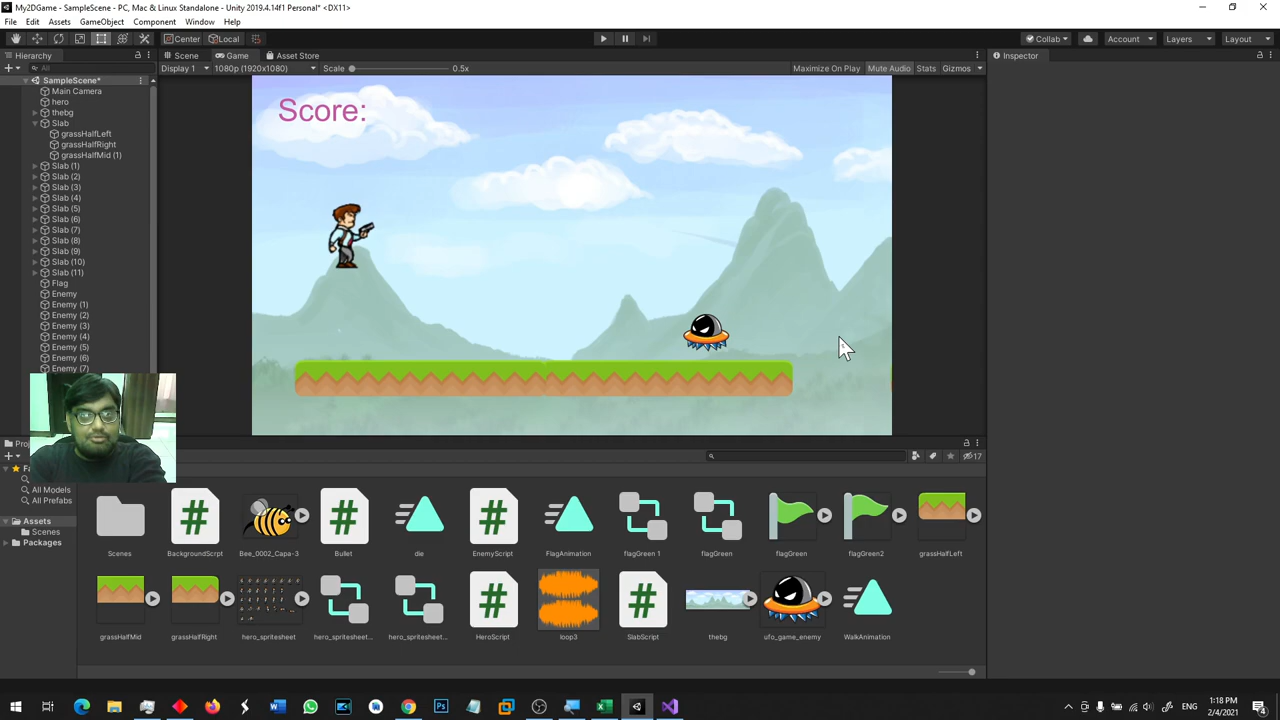 My2DGame - SampleScene - PC, Mac & Linux Standalone - Unity 2019.4.14f1 Personal* <DX11>
File Edit Assets GameObject Component Window Help
Center Local Collab Account Layers Layout
Hierarchy Scene Game Asset Store Inspector
All Display 1 1080p (1920x1080) Scale 0.5x Maximize On Play Mute Audio Stats Gizmos
SampleScene*
Main Camera
hero
thebg
Slab
grassHalfLeft
grassHalfRight
grassHalfMid (1)
Slab (1)
Slab (2)
Slab (3)
Slab (4)
Slab (5)
Slab (6)
Slab (7)
Slab (8)
Slab (9)
Slab (10)
Slab (11)
Flag
Enemy
Enemy (1)
Enemy (2)
Enemy (3)
Enemy (4)
Enemy (5)
Enemy (6)
Enemy (7)
Score:
17
All Models
All Prefabs
Assets
Scenes
Packages
Scenes BackgroundScrpt Bee_0002_Capa-3 Bullet die EnemyScript FlagAnimation flagGreen 1 flagGreen flagGreen flagGreen2 grassHalfLeft
grassHalfMid grassHalfRight hero_spritesheet hero_spritesheet... hero_spritesheet... HeroScript loop3 SlabScript thebg ufo_game_enemy WalkAnimation
ENG 1:18 PM
2/4/2021